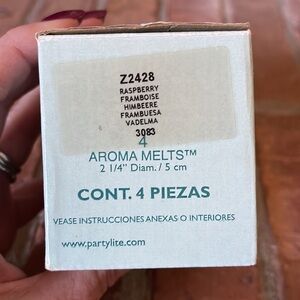 Z2428
RASPBERRY
FRAMBOISE
HIMBEERE
FRAMBUESA
VADELMA
3083
4
AROMA MELTS™
2 1/4" Diam. / 5 cm
CONT. 4 PIEZAS
VEASE INSTRUCCIONES ANEXAS O INTERIORES
www.partylite.com